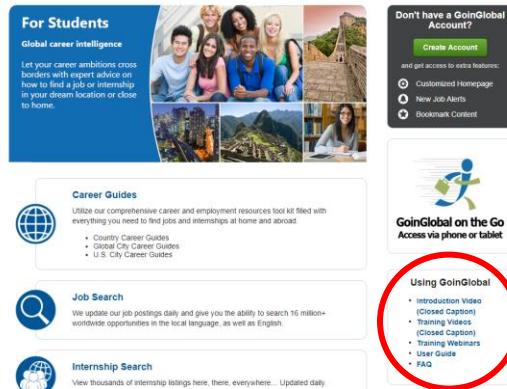 For Students
Global career intelligence
Let your career ambitions cross
borders with expert advice on
how to find a job or internship
in your dream location or close
to home.
Career Guides
Utilize our comprehensive career and employment resources tool kit filled with
everything you need to find jobs and internships at home and abroad.
• Country Career Guides
• Global City Career Guides
• U.S. City Career Guides
Job Search
We update our job postings daily and give you the ability to search 16 million+
worldwide opportunities in the local language, as well as English.
Internship Search
View thousands of internship listings here, there, everywhere... Updated daily.
Don't have a GoinGlobal
Account?
Create Account
and get access to extra features:
Customized Homepage
New Job Alerts
Bookmark Content
GoinGlobal on the Go
Access via phone or tablet
Using GoinGlobal
• Introduction Video
(Closed Caption)
• Training Videos
(Closed Caption)
• Training Webinars
• User Guide
• FAQ